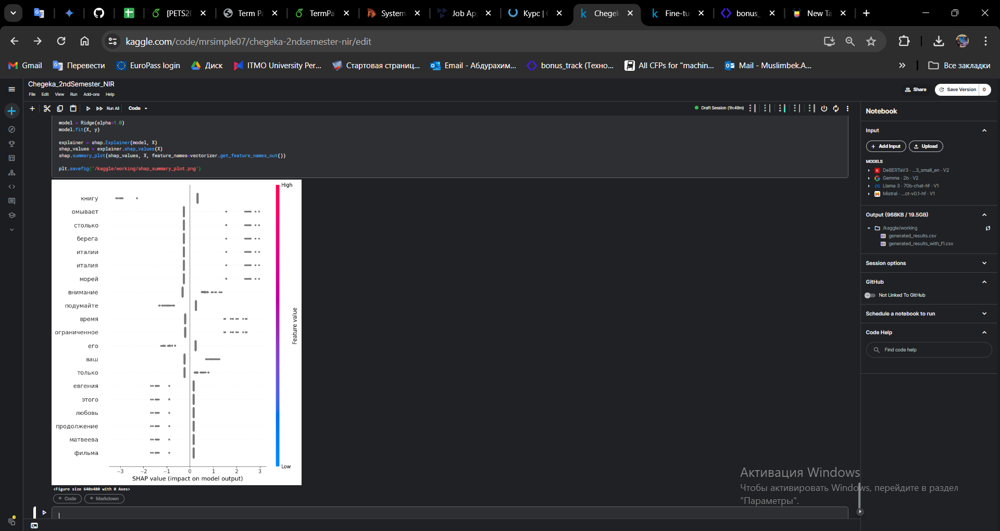 [PETS20
Term Pa
TermPa
System
Job Ap
Курс |
Chegek
Fine-tu
bonus_
New Ta
kaggle.com/code/mrsimple07/chegeka-2ndsemester-nir/edit
Gmail
Перевести
EuroPass login
Диск
ITMO University Per...
Стартовая страниц...
Email - Абдурахим...
bonus_track (Техно...
All CFPs for "machin...
Mail - Muslimbek.A...
Все закладки
Chegeka_2ndSemester_NIR
File Edit View Run Add-ons Help
Share
Save Version 0
Run All
Code
Draft Session (1h:49m)
model = Ridge(alpha=1.0)
model.fit(X, y)
explainer = shap.Explainer(model, X)
shap_values = explainer.shap_values(X)
shap.summary_plot(shap_values, X, feature_names=vectorizer.get_feature_names_out())
plt.savefig('/kaggle/working/shap_summary_plot.png')
High
книгу
омывает
столько
берега
италии
италия
морей
внимание
подумайте
время
ограниченное
его
ваш
только
евгения
этого
любовь
продолжение
матвеева
фильма
Feature value
Low
−3 −2 −1 0 1 2 3
SHAP value (impact on model output)
<Figure size 640x480 with 0 Axes>
+ Code
+ Markdown
Notebook
Input
+ Add Input
Upload
MODELS
DeBERTaV3 · ...3_small_en · V2
Gemma · 2b · V2
Llama 3 · 70b-chat-hf · V1
Mistral · ...ct-v0.1-hf · V1
Output (968KB / 19.5GB)
/kaggle/working
generated_results.csv
generated_results_with_f1.csv
Session options
GitHub
Not Linked To GitHub
Schedule a notebook to run
Code Help
Find code help
Активация Windows
Чтобы активировать Windows, перейдите в раздел
"Параметры".